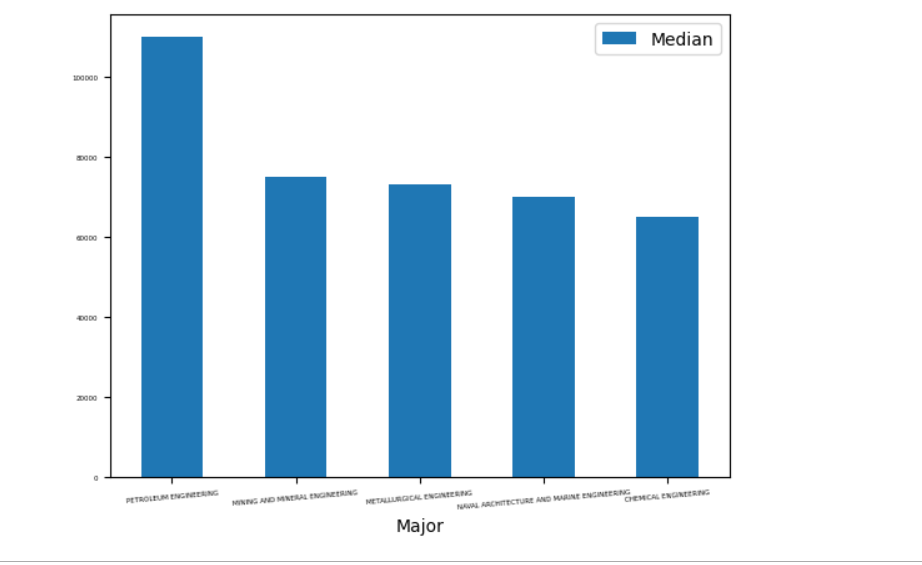 Median
100000
80000
60000
40000
20000
0
PETROLEUM ENGINEERING
MINING AND MINERAL ENGINEERING
METALLURGICAL ENGINEERING
NAVAL ARCHITECTURE AND MARINE ENGINEERING
CHEMICAL ENGINEERING
Major